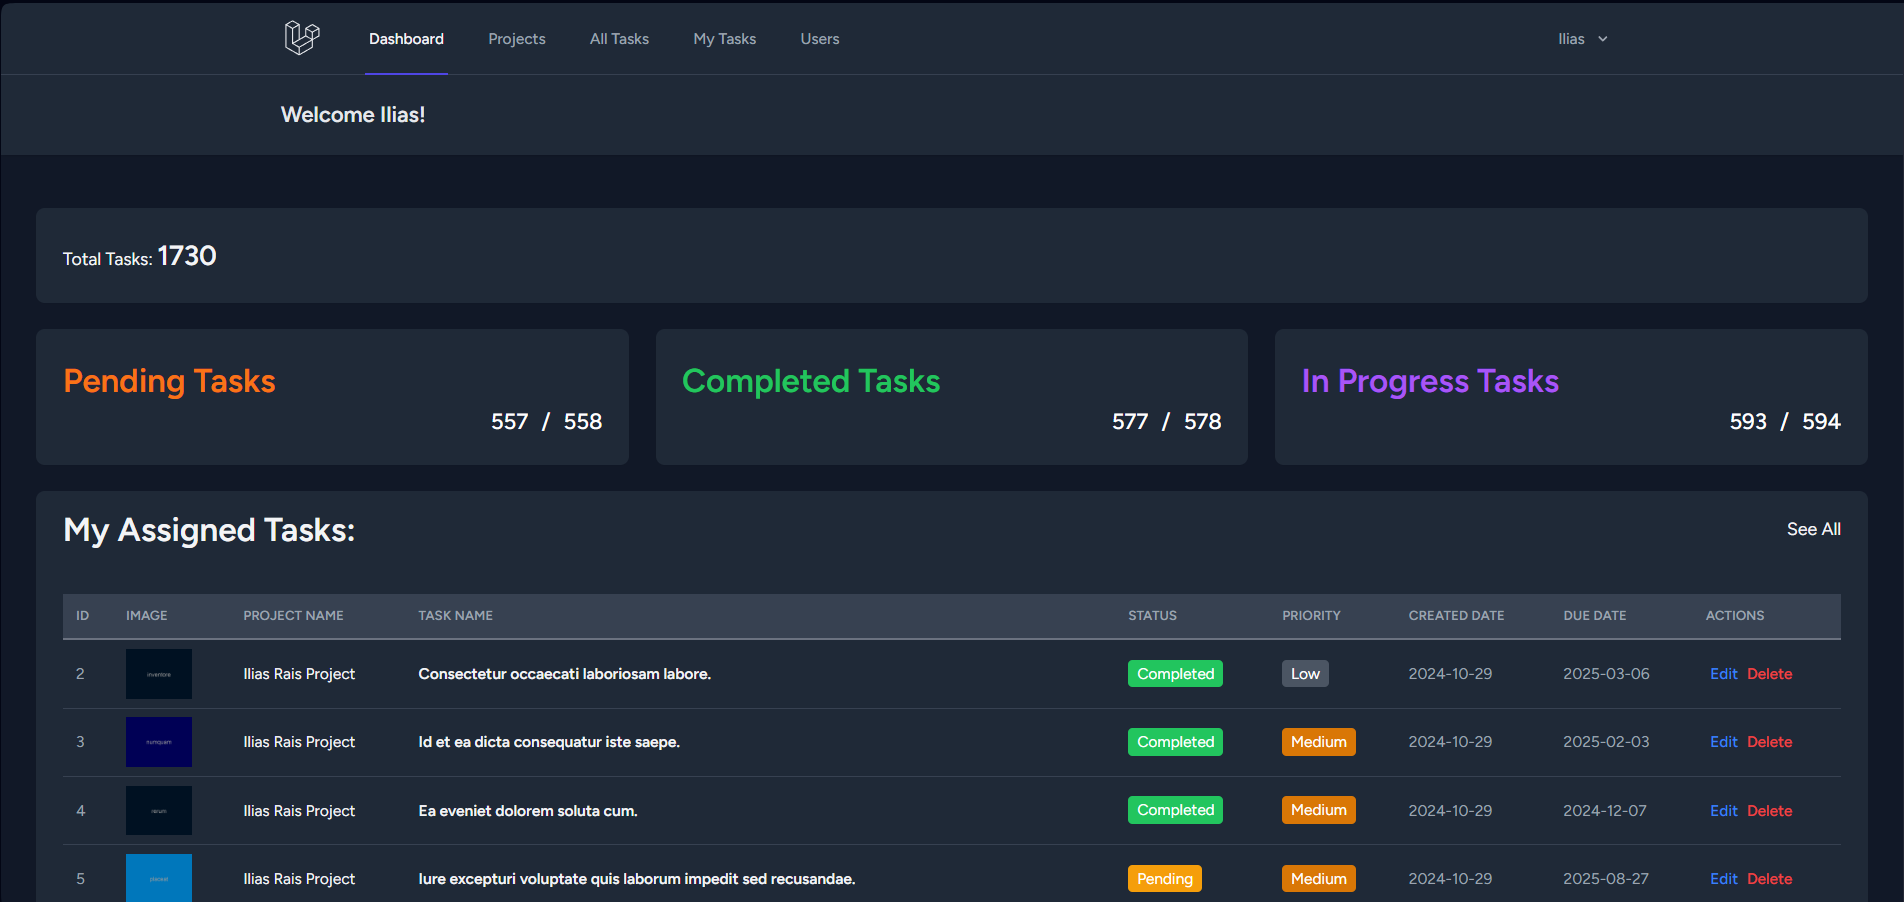 Dashboard Projects All Tasks My Tasks Users Ilias
Welcome Ilias!
Total Tasks: 1730
Pending Tasks
557 / 558
Completed Tasks
577 / 578
In Progress Tasks
593 / 594
My Assigned Tasks:
See All
ID IMAGE PROJECT NAME TASK NAME STATUS PRIORITY CREATED DATE DUE DATE ACTIONS
2 inventore Ilias Rais Project Consectetur occaecati laboriosam labore. Completed Low 2024-10-29 2025-03-06 Edit Delete
3 numquam Ilias Rais Project Id et ea dicta consequatur iste saepe. Completed Medium 2024-10-29 2025-02-03 Edit Delete
4 rerum Ilias Rais Project Ea eveniet dolorem soluta cum. Completed Medium 2024-10-29 2024-12-07 Edit Delete
5 placeat Ilias Rais Project Iure excepturi voluptate quis laborum impedit sed recusandae. Pending Medium 2024-10-29 2025-08-27 Edit Delete